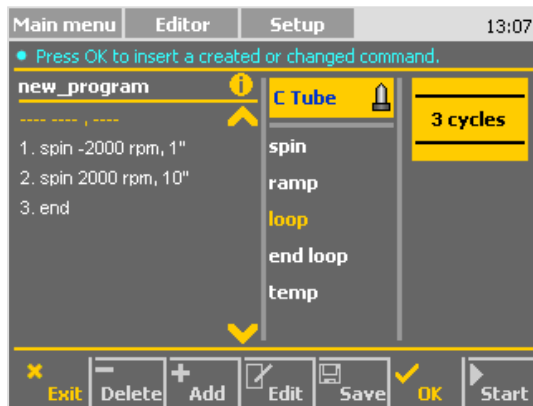 Main menu Editor Setup 13:07
• Press OK to insert a created or changed command.
new_program i
---- ---- , ----
1. spin -2000 rpm, 1"
2. spin 2000 rpm, 10"
3. end
C Tube
spin
ramp
loop
end loop
temp
3 cycles
Exit Delete Add Edit Save OK Start